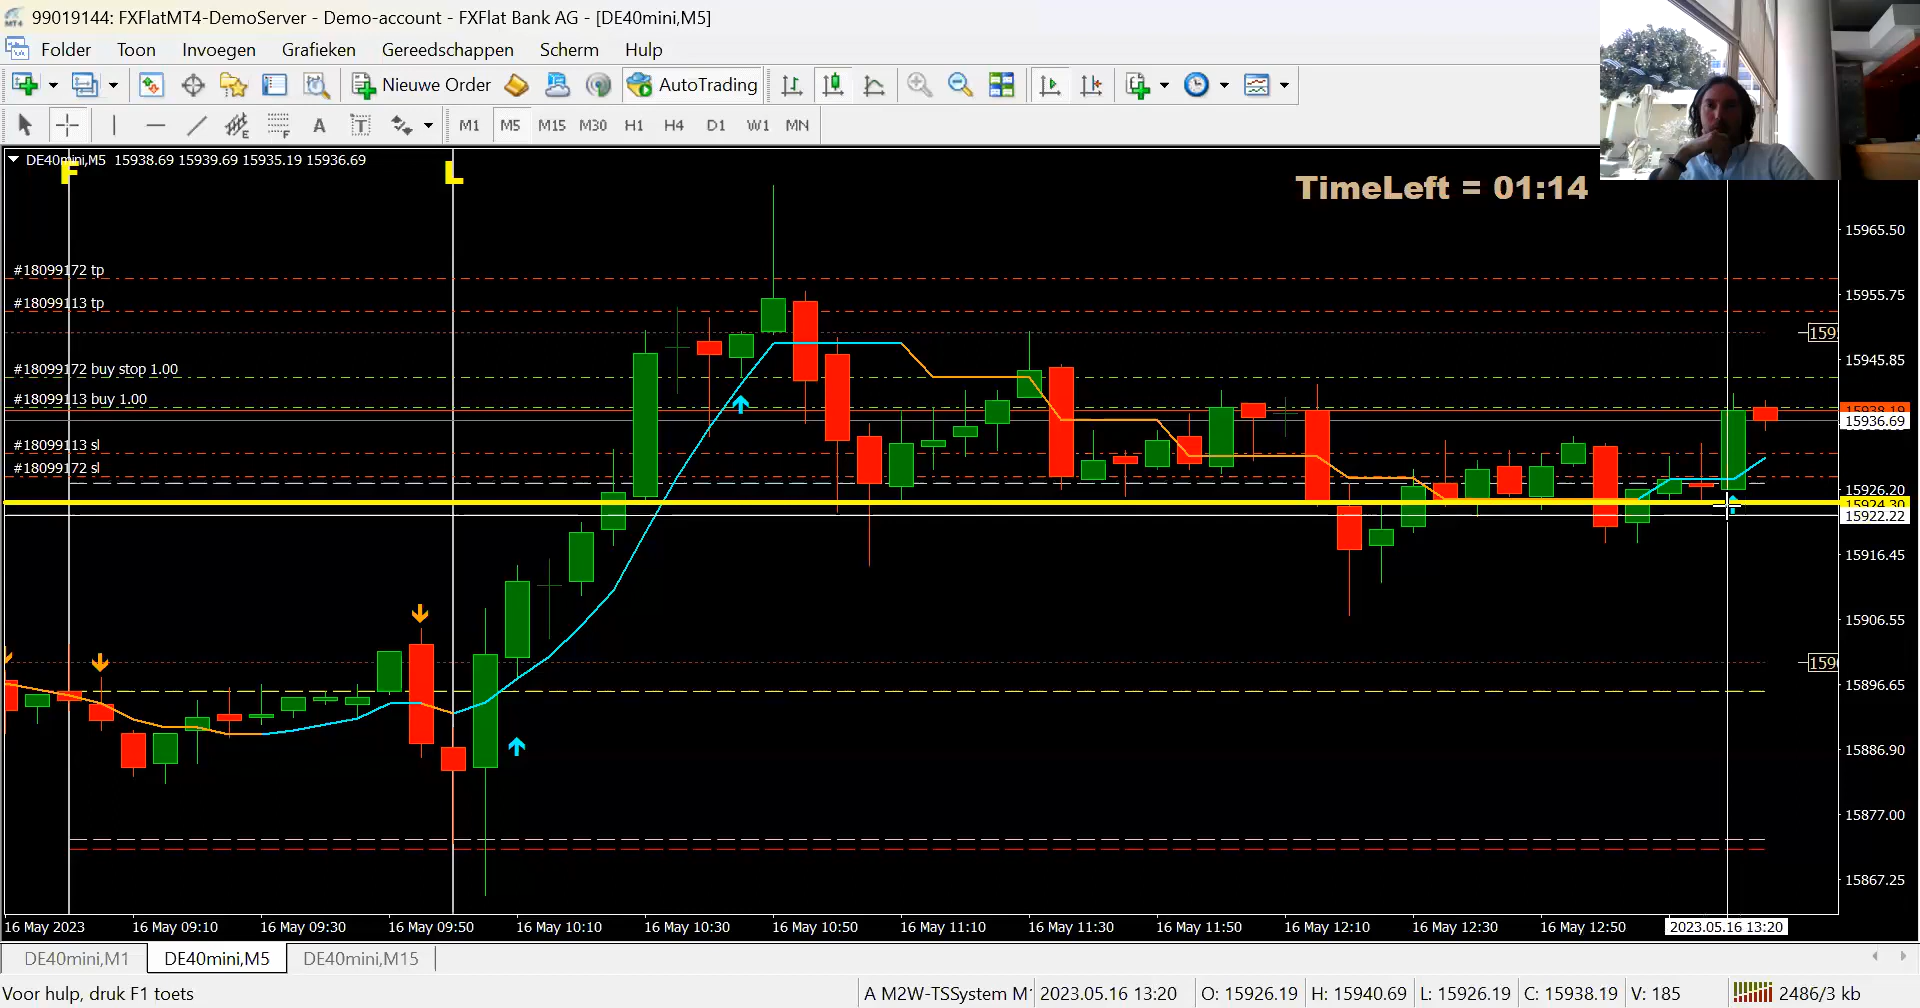 99019144: FXFlatMT4-DemoServer - Demo-account - FXFlat Bank AG - [DE40mini,M5]
Folder Toon Invoegen Grafieken Gereedschappen Scherm Hulp
Nieuwe Order AutoTrading
E F A T M1 M5 M15 M30 H1 H4 D1 W1 MN
DE40mini,M5 15938.69 15939.69 15935.19 15936.69
F L
TimeLeft = 01:14
15965.50
#18099172 tp
15955.75
#18099113 tp
15945.85
#18099172 buy stop 1.00
#18099113 buy 1.00
15938.19
15936.69
#18099113 sl
#18099172 sl
15926.20
15924.30
15922.22
15916.45
15906.55
15896.65
15886.90
15877.00
15867.25
16 May 2023 16 May 09:10 16 May 09:30 16 May 09:50 16 May 10:10 16 May 10:30 16 May 10:50 16 May 11:10 16 May 11:30 16 May 11:50 16 May 12:10 16 May 12:30 16 May 12:50 2023.05.16 13:20
DE40mini,M1 DE40mini,M5 DE40mini,M15
Voor hulp, druk F1 toets A M2W-TSSystem M 2023.05.16 13:20 O: 15926.19 H: 15940.69 L: 15926.19 C: 15938.19 V: 185 2486/3 kb